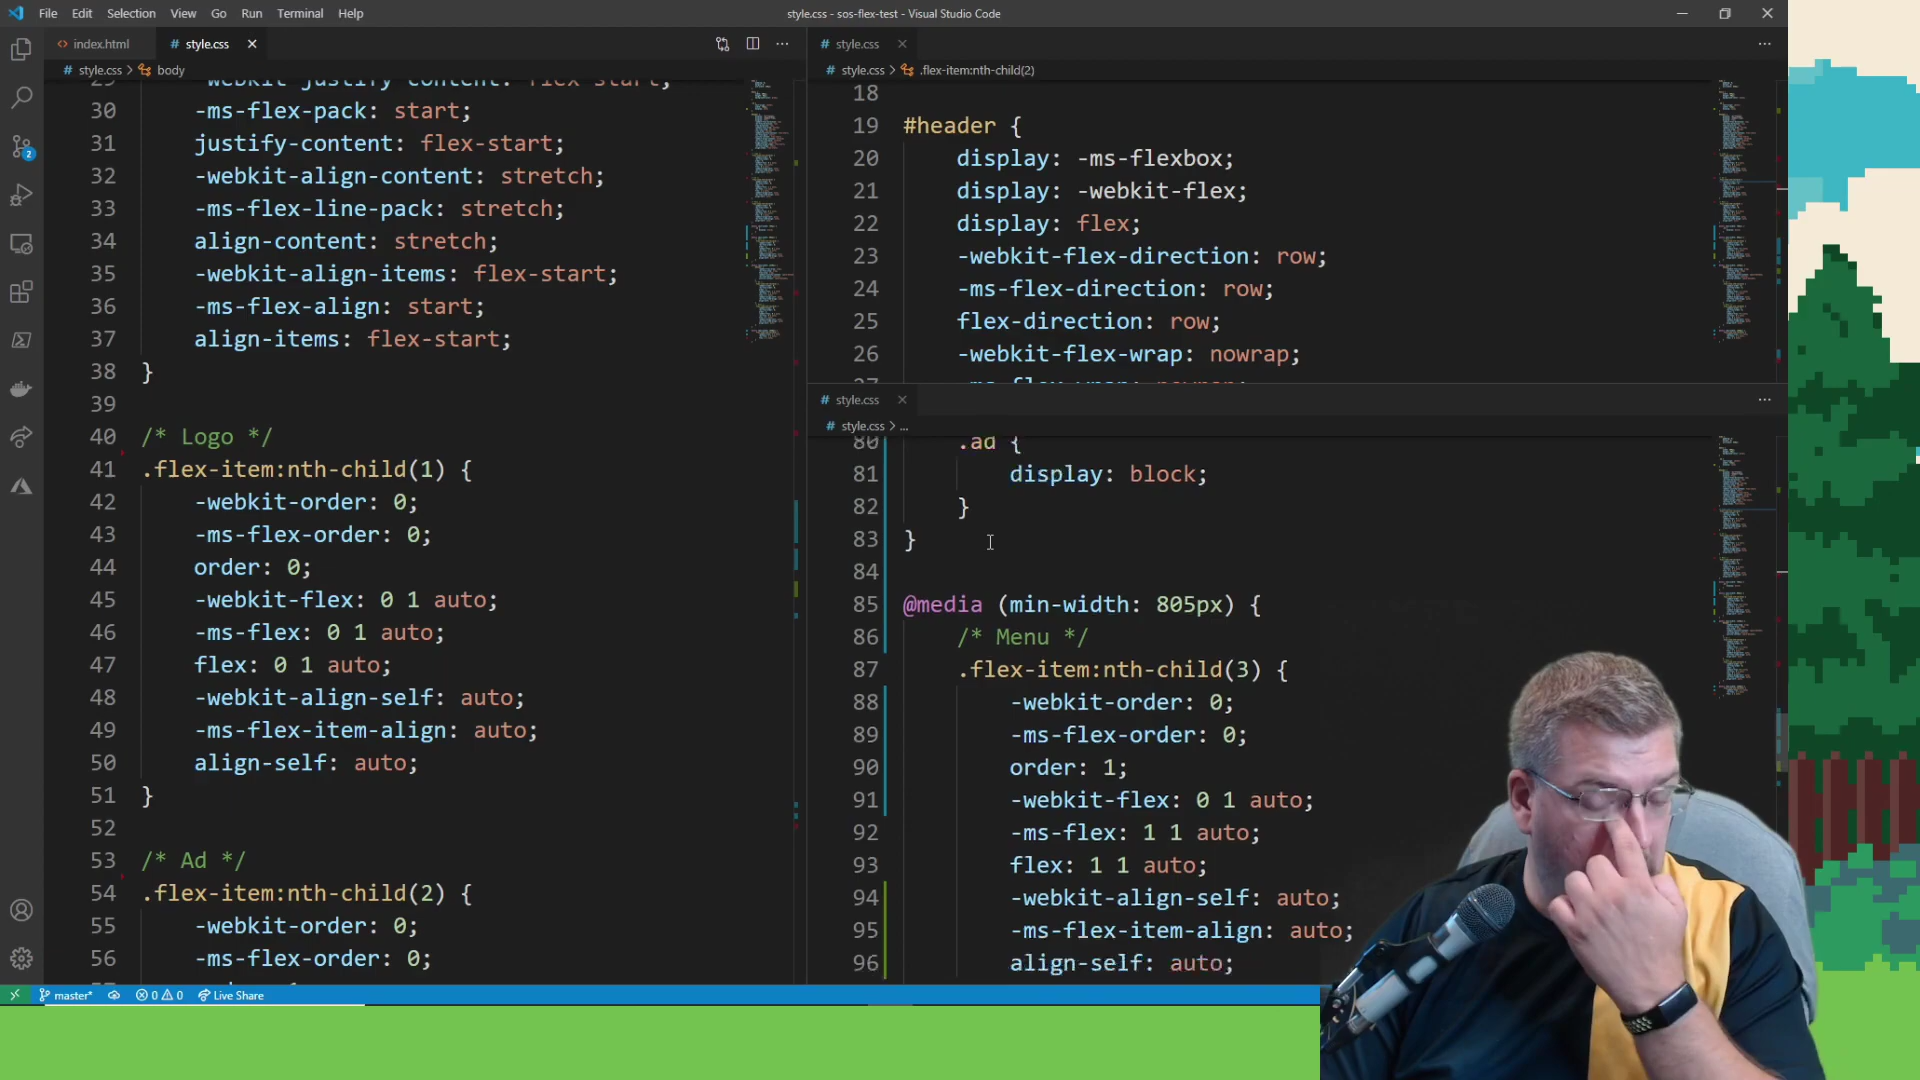 File Edit Selection View Go Run Terminal Help
style.css - sos-flex-test - Visual Studio Code
index.html
style.css
style.css > body
30 -ms-flex-pack: start;
31 justify-content: flex-start;
32 -webkit-align-content: stretch;
33 -ms-flex-line-pack: stretch;
34 align-content: stretch;
35 -webkit-align-items: flex-start;
36 -ms-flex-align: start;
37 align-items: flex-start;
38 }
39
40 /* Logo */
41 .flex-item:nth-child(1) {
42 -webkit-order: 0;
43 -ms-flex-order: 0;
44 order: 0;
45 -webkit-flex: 0 1 auto;
46 -ms-flex: 0 1 auto;
47 flex: 0 1 auto;
48 -webkit-align-self: auto;
49 -ms-flex-item-align: auto;
50 align-self: auto;
51 }
52
53 /* Ad */
54 .flex-item:nth-child(2) {
55 -webkit-order: 0;
56 -ms-flex-order: 0;
# style.css
style.css > .flex-item:nth-child(2)
18
19 #header {
20 display: -ms-flexbox;
21 display: -webkit-flex;
22 display: flex;
23 -webkit-flex-direction: row;
24 -ms-flex-direction: row;
25 flex-direction: row;
26 -webkit-flex-wrap: nowrap;
# style.css
# style.css > ...
80 .ad {
81 display: block;
82 }
83 }
84
85 @media (min-width: 805px) {
86 /* Menu */
87 .flex-item:nth-child(3) {
88 -webkit-order: 0;
89 -ms-flex-order: 0;
90 order: 1;
91 -webkit-flex: 0 1 auto;
92 -ms-flex: 1 1 auto;
93 flex: 1 1 auto;
94 -webkit-align-self: auto;
95 -ms-flex-item-align: auto;
96 align-self: auto;
2
master* 0 0 Live Share